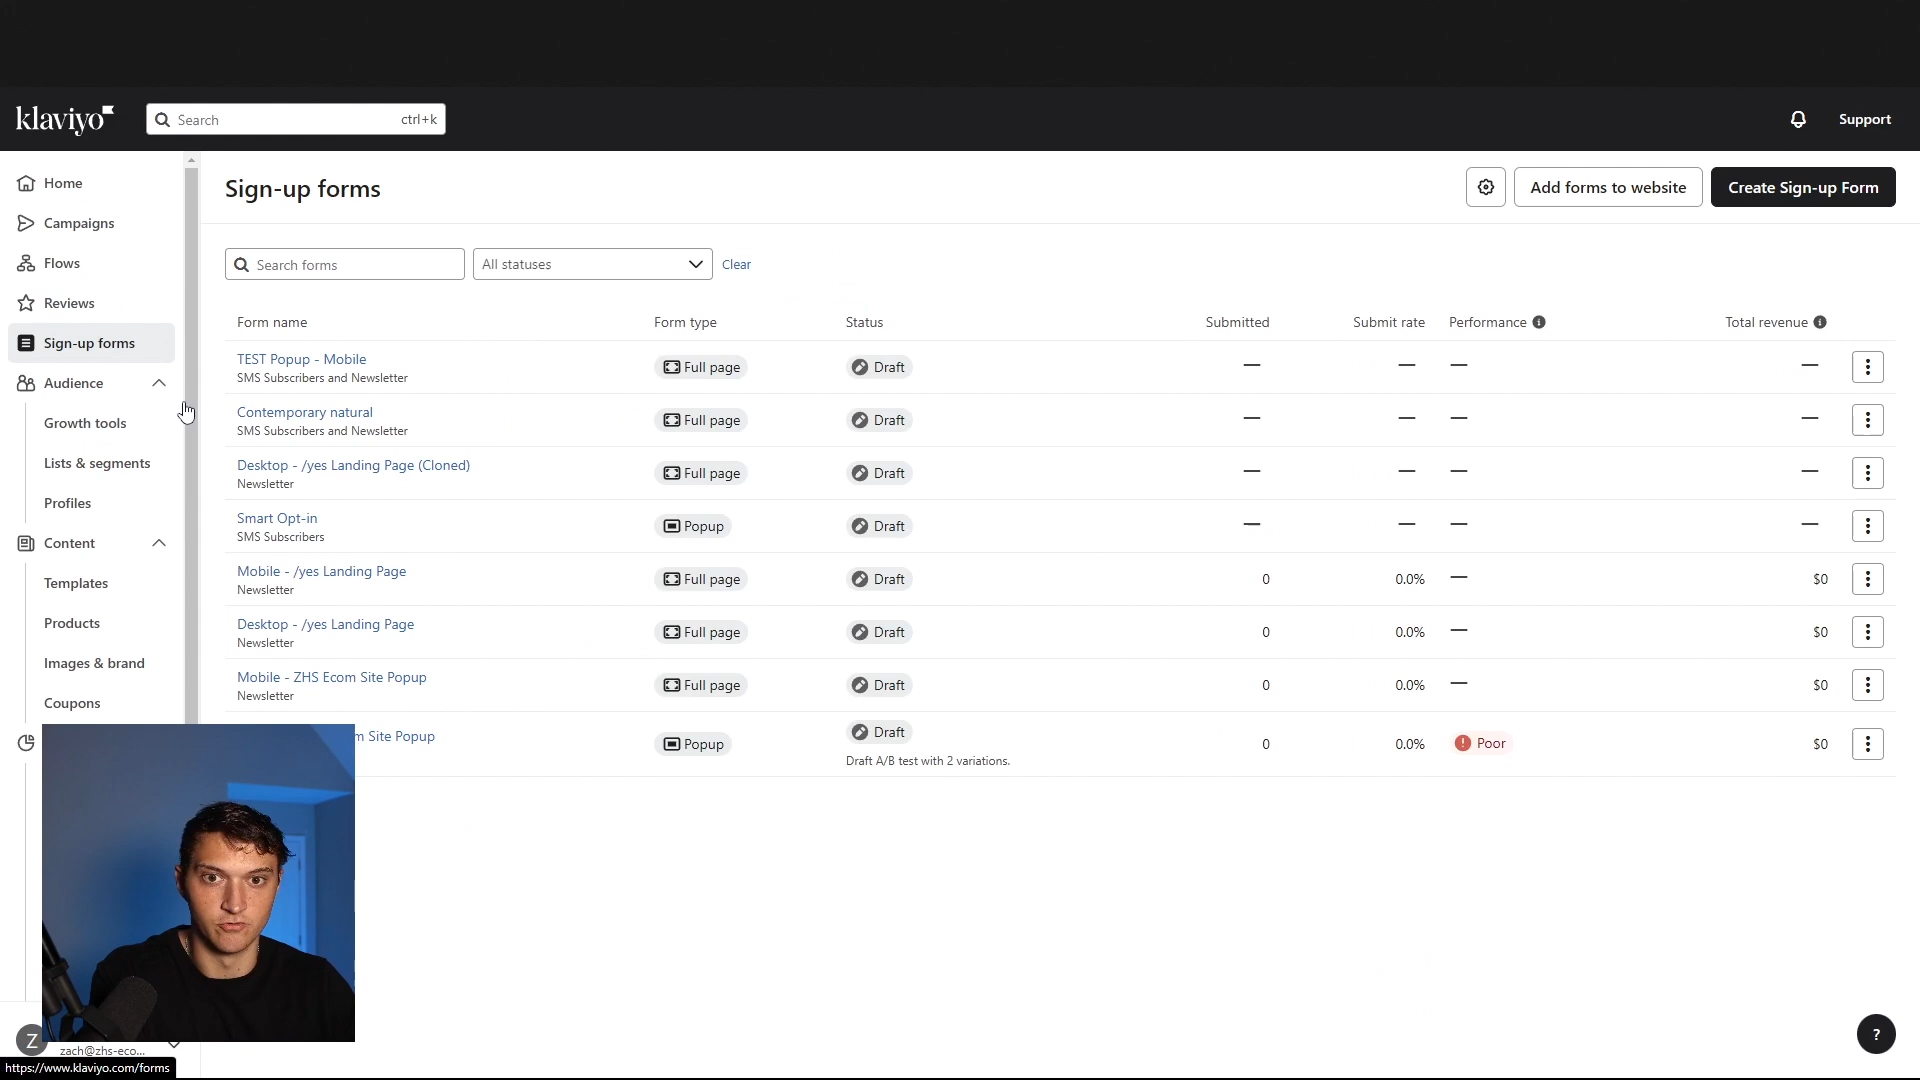 klaviyo
Search ctrl+k
Support
Home
Campaigns
Flows
Reviews
Sign-up forms
Audience
Growth tools
Lists & segments
Profiles
Content
Templates
Products
Images & brand
Coupons
Z
zach@zhs-eco...
https://www.klaviyo.com/forms
Sign-up forms
Add forms to website
Create Sign-up Form
Search forms
All statuses
Clear
Form name Form type Status Submitted Submit rate Performance Total revenue
TEST Popup - Mobile
SMS Subscribers and Newsletter
Full page Draft — — — —
Contemporary natural
SMS Subscribers and Newsletter
Full page Draft — — — —
Desktop - /yes Landing Page (Cloned)
Newsletter
Full page Draft — — — —
Smart Opt-in
SMS Subscribers
Popup Draft — — — —
Mobile - /yes Landing Page
Newsletter
Full page Draft 0 0.0% — $0
Desktop - /yes Landing Page
Newsletter
Full page Draft 0 0.0% — $0
Mobile - ZHS Ecom Site Popup
Newsletter
Full page Draft 0 0.0% — $0
m Site Popup
Popup Draft 0 0.0% Poor $0
Draft A/B test with 2 variations.
?